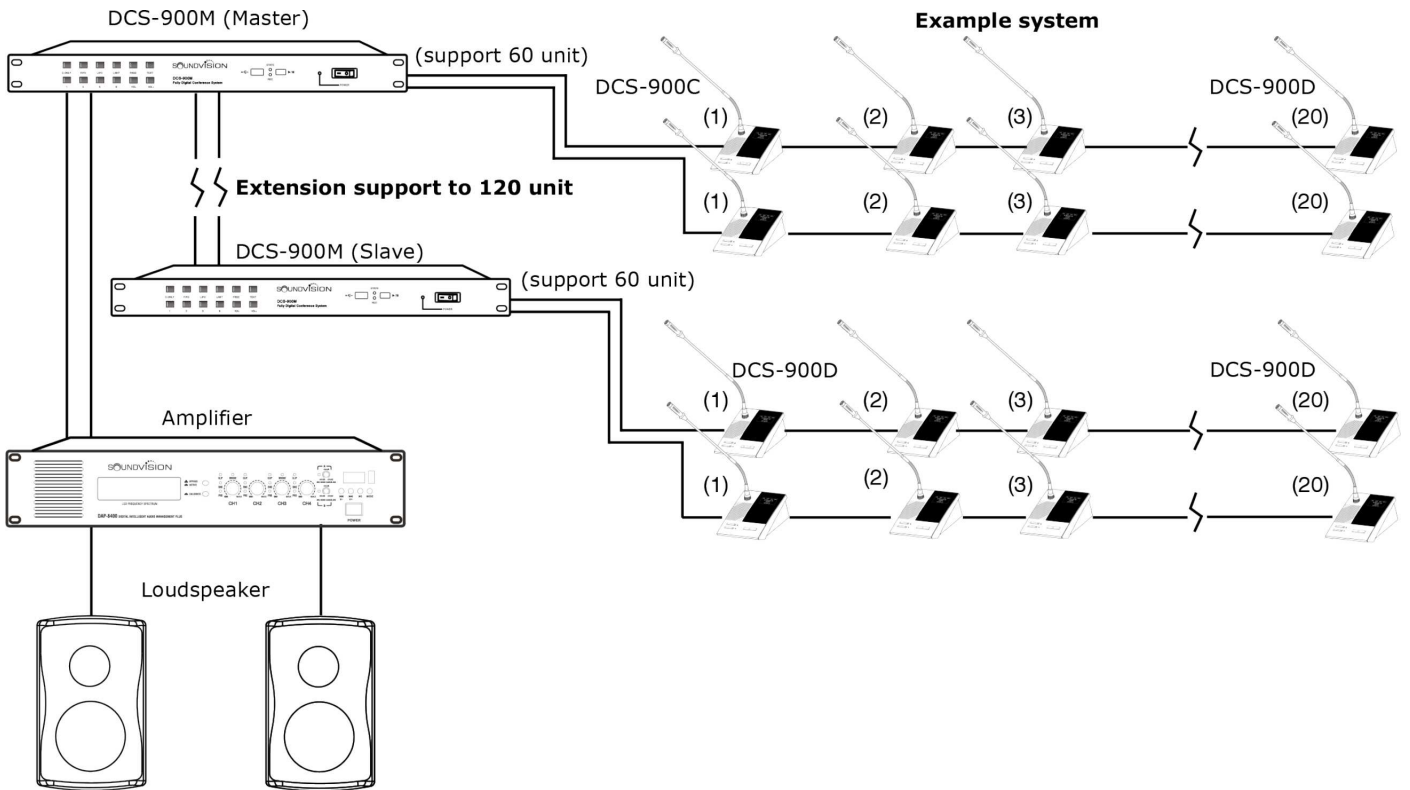 DCS-900M (Master)
Example system
SOUNDVISION
DCS-900M
Fully Digital Conference System
POWER
(support 60 unit)
DCS-900C
DCS-900D
(1)
(2)
(3)
(20)
(1)
(2)
(3)
(20)
Extension support to 120 unit
DCS-900M (Slave)
SOUNDVISION
DCS-900M
Fully Digital Conference System
POWER
(support 60 unit)
DCS-900D
DCS-900D
(1)
(2)
(3)
(20)
(1)
(2)
(3)
(20)
Amplifier
SOUNDVISION
LCD FREQUENCY SPECTRUM
CH1 CH2 CH3 CH4
POWER
Loudspeaker